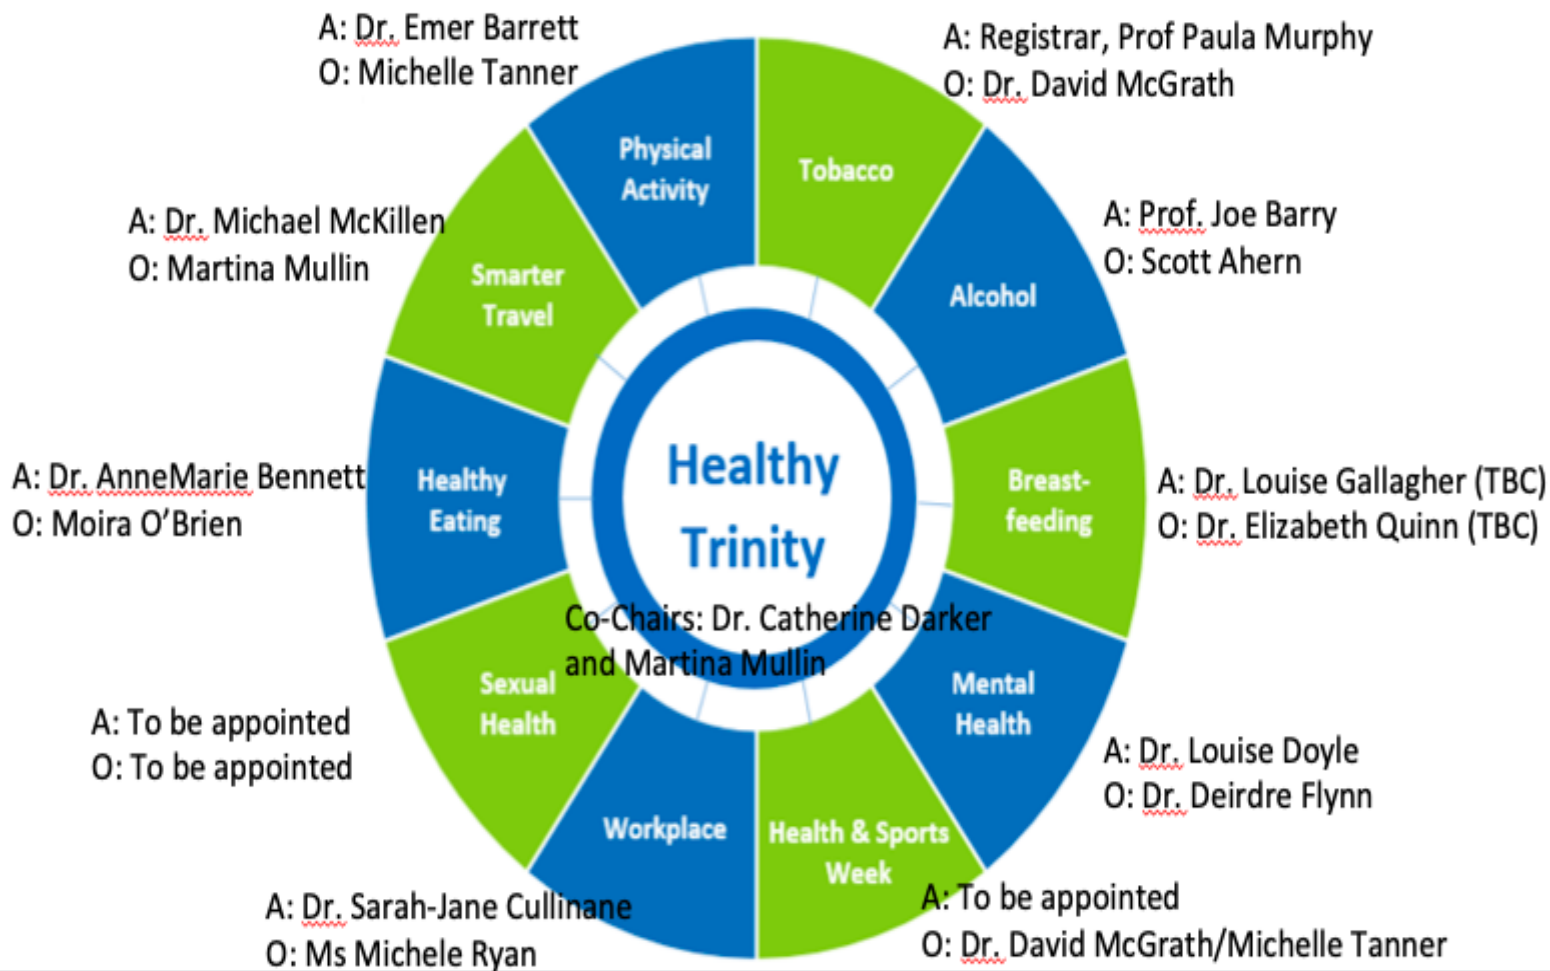 A: Dr. Emer Barrett
O: Michelle Tanner
A: Registrar, Prof Paula Murphy
O: Dr. David McGrath
Physical
Activity
Tobacco
A: Dr. Michael McKillen
O: Martina Mullin
Smarter
Travel
A: Prof. Joe Barry
O: Scott Ahern
Alcohol
A: Dr. AnneMarie Bennett
O: Moira O’Brien
Healthy
Eating
Healthy
Trinity
Co-Chairs: Dr. Catherine Darker
and Martina Mullin
Breast-
feeding
A: Dr. Louise Gallagher (TBC)
O: Dr. Elizabeth Quinn (TBC)
A: To be appointed
O: To be appointed
Sexual
Health
Mental
Health
A: Dr. Louise Doyle
O: Dr. Deirdre Flynn
Workplace
A: Dr. Sarah-Jane Cullinane
O: Ms Michele Ryan
Health & Sports
Week
A: To be appointed
O: Dr. David McGrath/Michelle Tanner